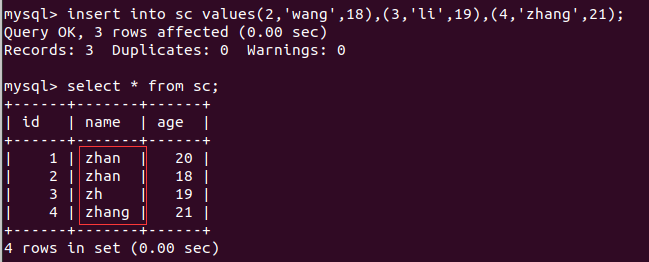 mysql> insert into sc values(2,'wang',18),(3,'li',19),(4,'zhang',21);
Query OK, 3 rows affected (0.00 sec)
Records: 3  Duplicates: 0  Warnings: 0
mysql> select * from sc;
+------+-------+------+
| id   | name  | age  |
+------+-------+------+
|    1 | zhan  |   20 |
|    2 | zhan  |   18 |
|    3 | zh    |   19 |
|    4 | zhang |   21 |
+------+-------+------+
4 rows in set (0.00 sec)